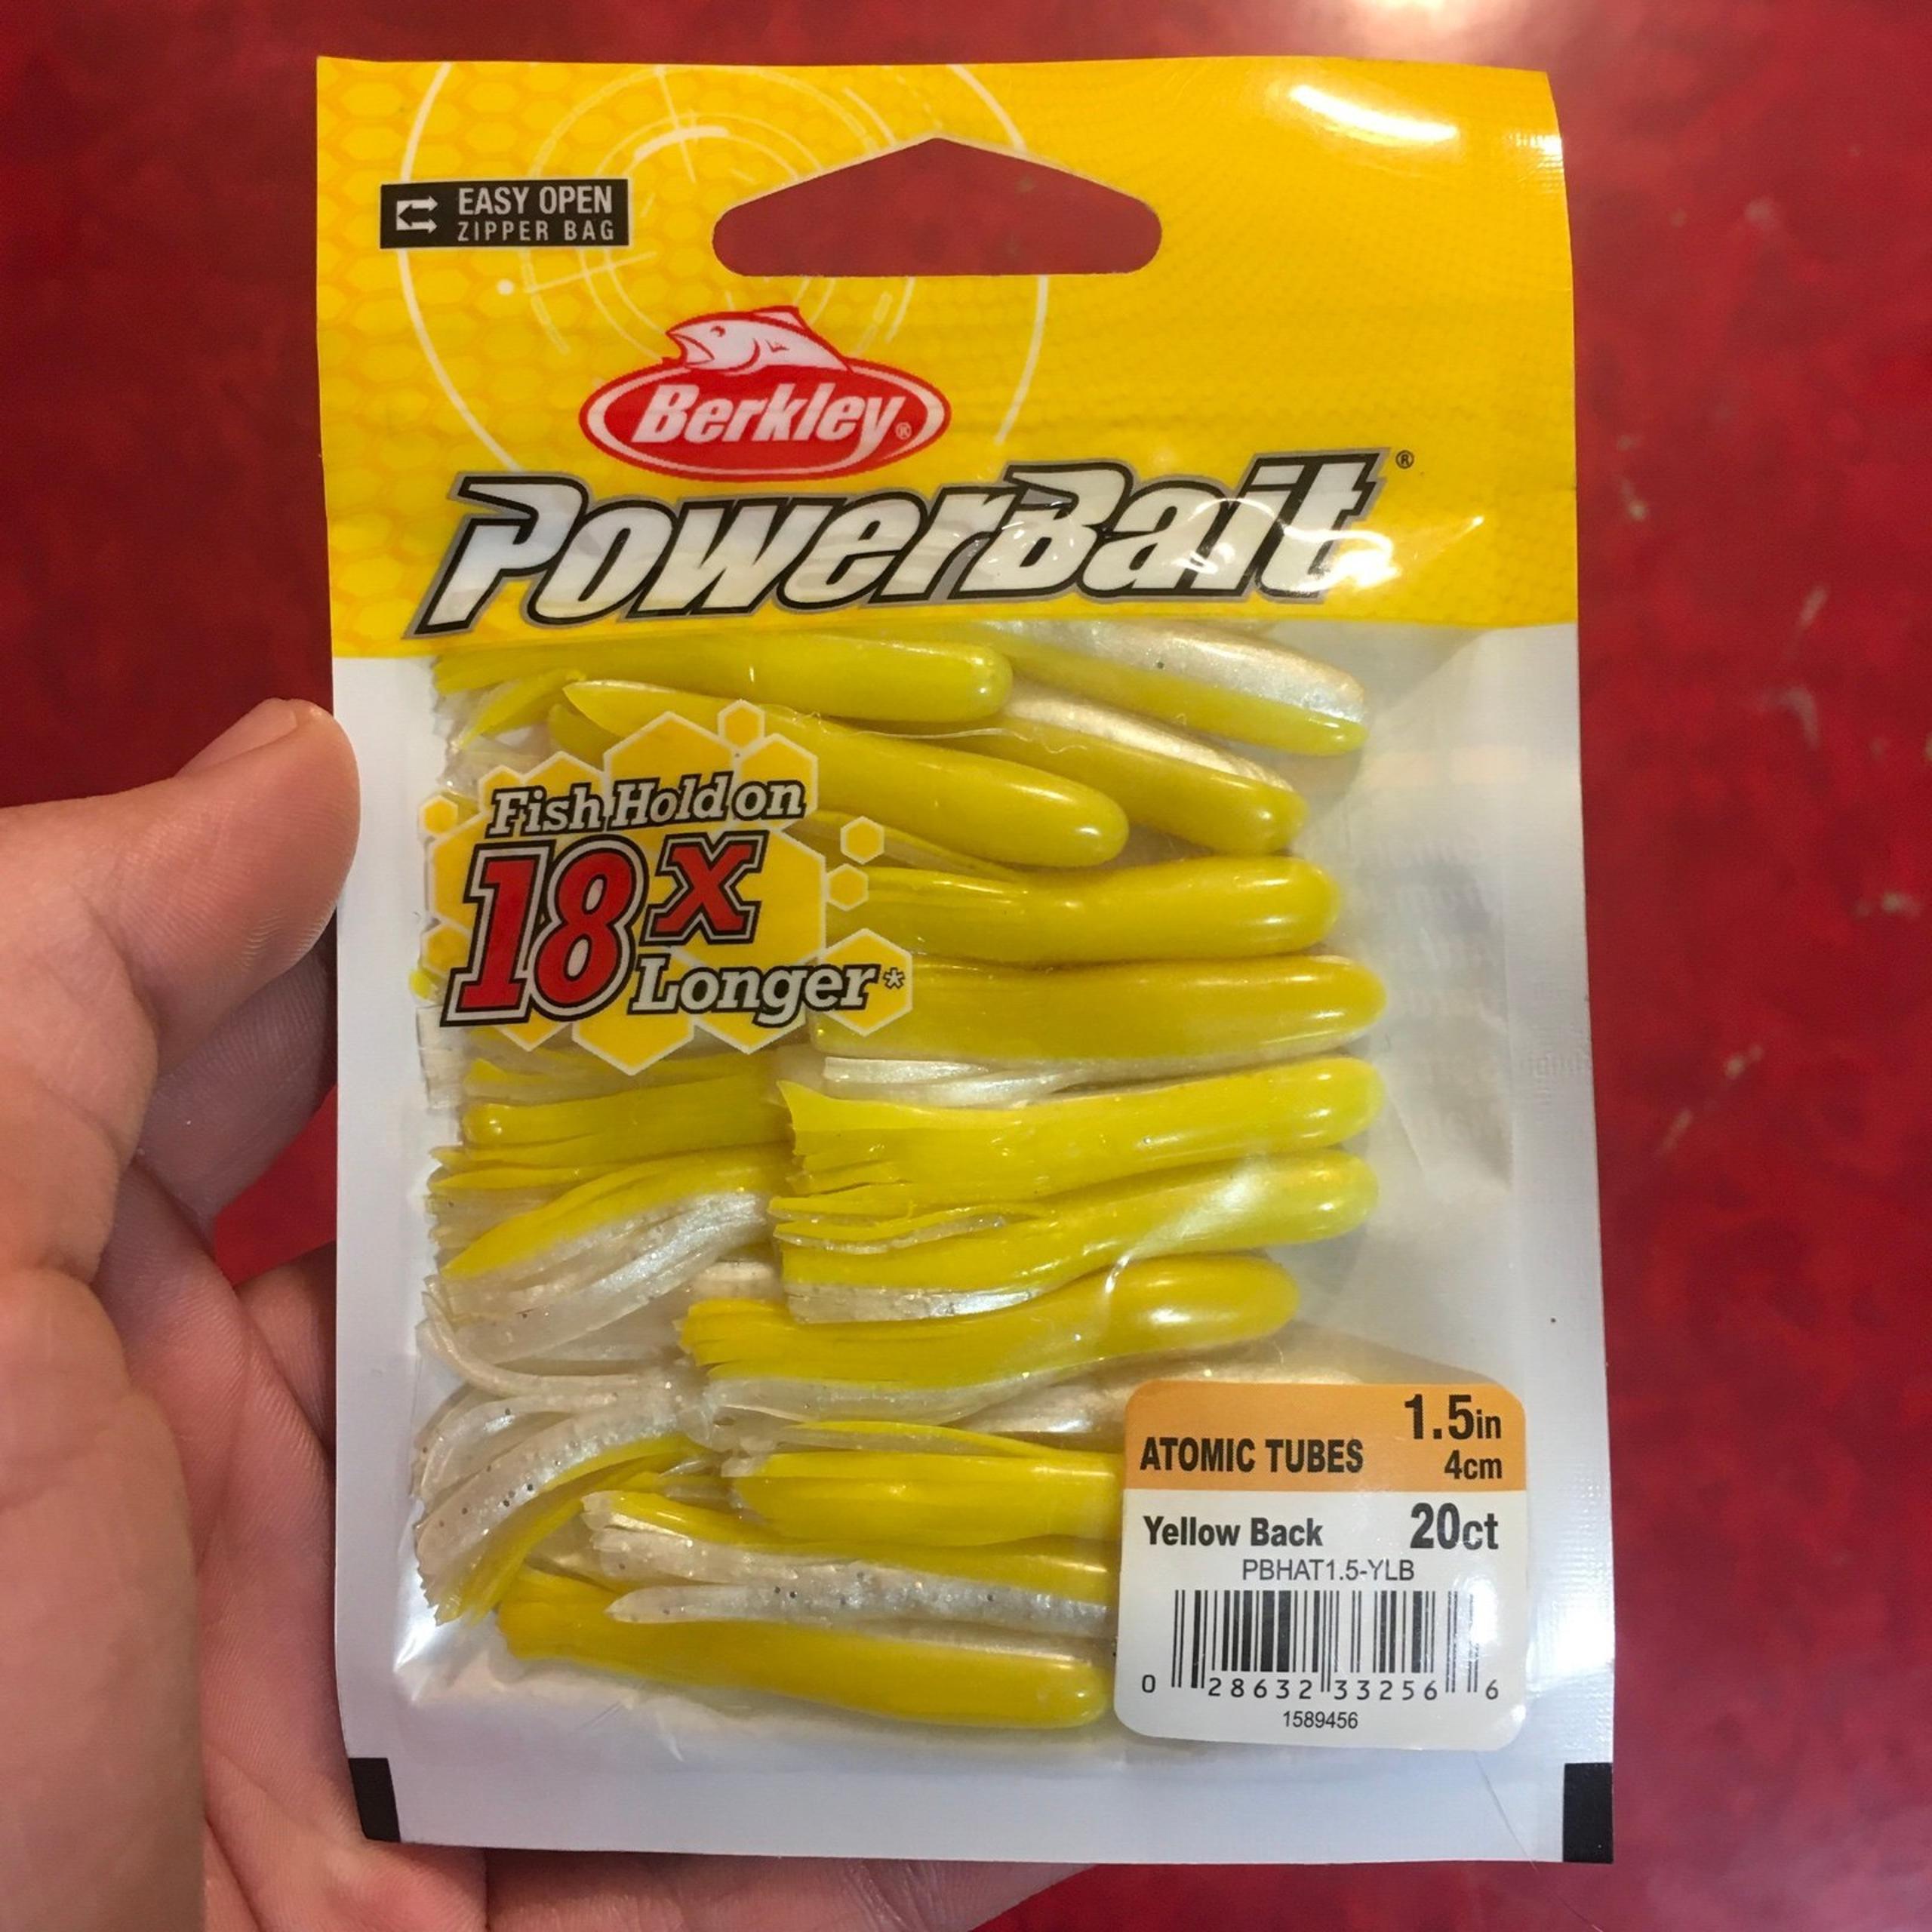 EASY OPEN
ZIPPER BAG
Berkley®
PowerBait®
Fish Hold on
18X
Longer*
1.5in
ATOMIC TUBES 4cm
Yellow Back 20ct
PBHAT1.5-YLB
0 28632 33256 6
1589456